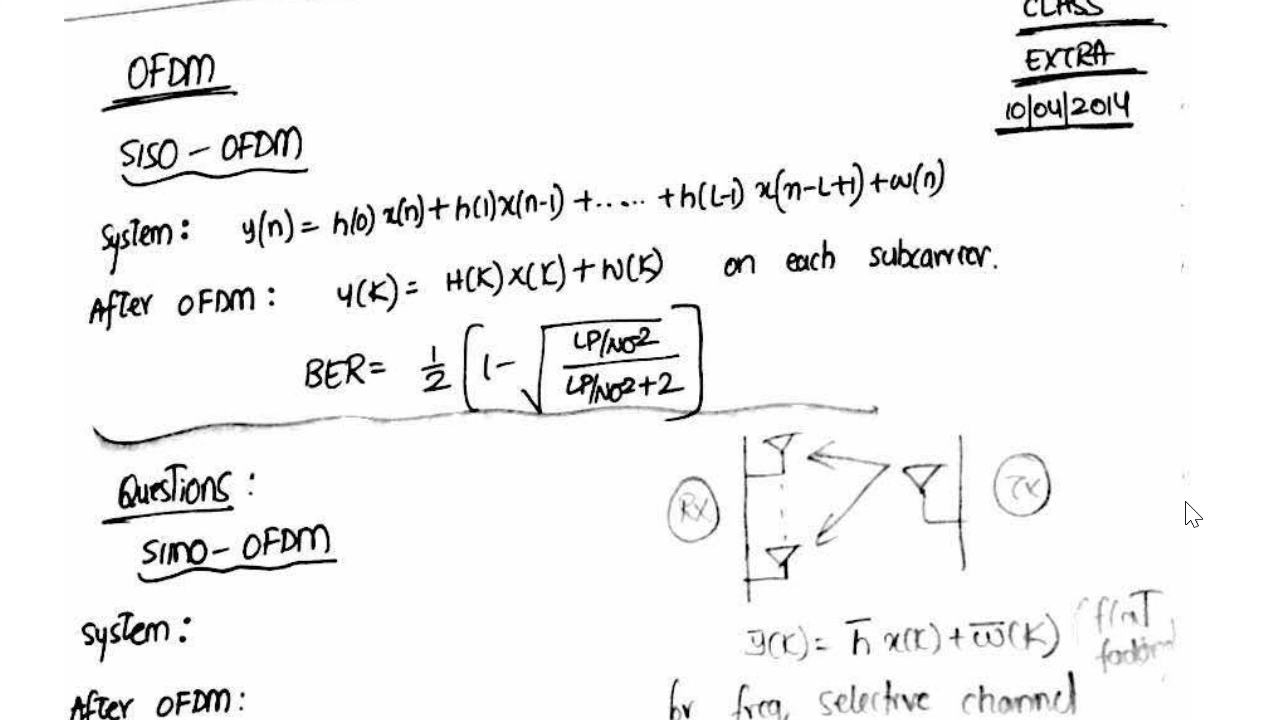 CLASS
EXTRA
10/04/2014
OFDM
SISO - OFDM
System: y(n) = h(0) x(n) + h(1) x(n-1) + ..... + h(L-1) x(n-L+1) + w(n)
After OFDM: Y(K) = H(K) X(K) + W(K) on each subcarrier.
BER = 1/2 [1 - √((LP/Nσ²)/(LP/Nσ²+2))]
Questions:
SIMO - OFDM
RX
TX
System:
ȳ(K) = h̄ x(K) + w̄(K) (flat
After OFDM:
for freq. selective channel